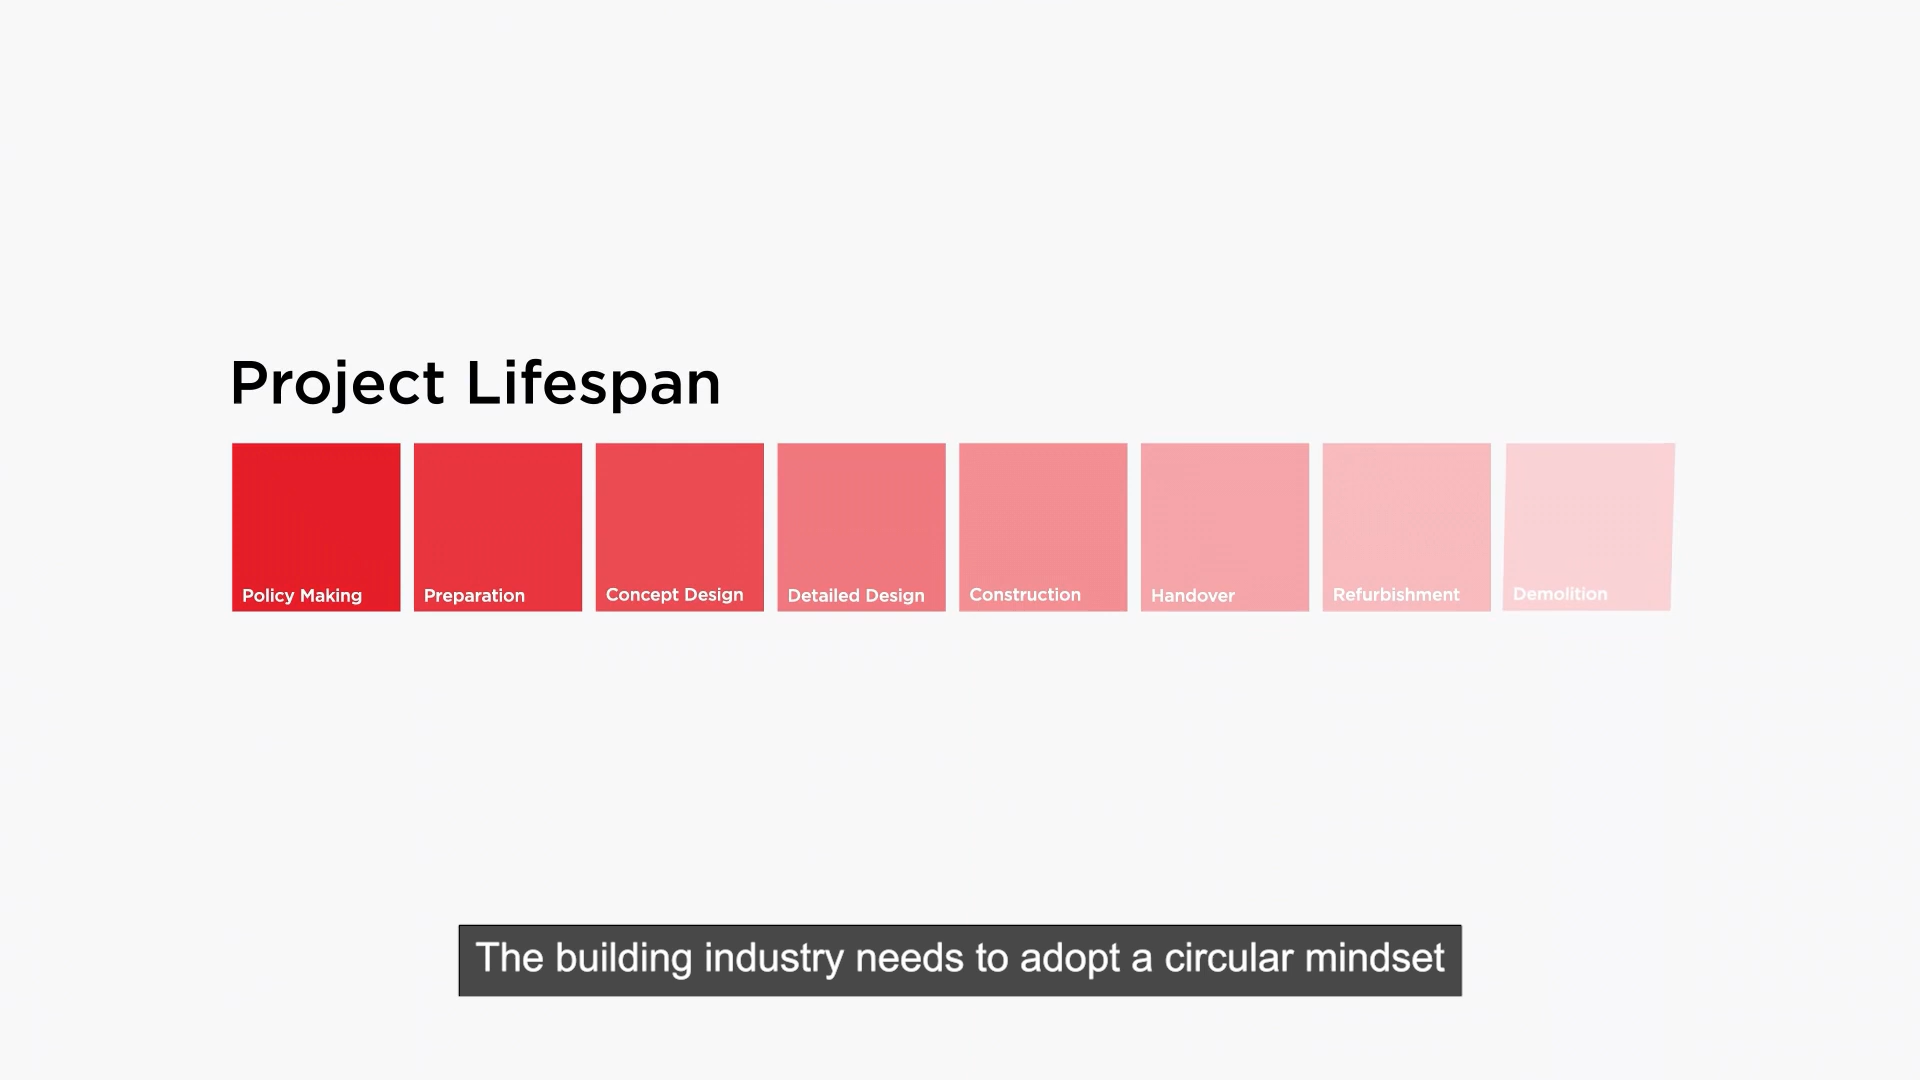 Project Lifespan
Policy Making
Preparation
Concept Design
Detailed Design
Construction
Handover
Refurbishment
Demolition
The building industry needs to adopt a circular mindset